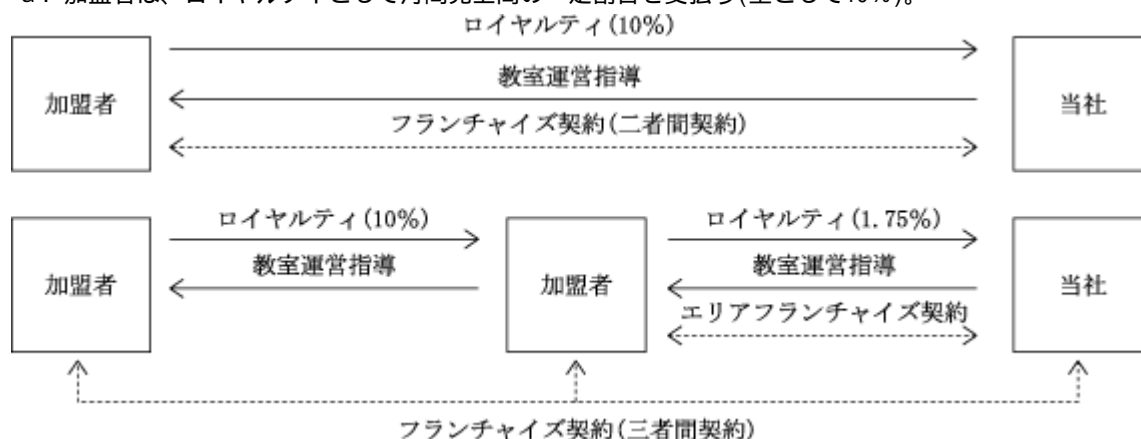 ロイヤルティ(10%)
教室運営指導
加盟者
当社
フランチャイズ契約(二者間契約)
ロイヤルティ(10%)
ロイヤルティ(1.75%)
教室運営指導
教室運営指導
加盟者
加盟者
当社
エリアフランチャイズ契約
フランチャイズ契約(三者間契約)